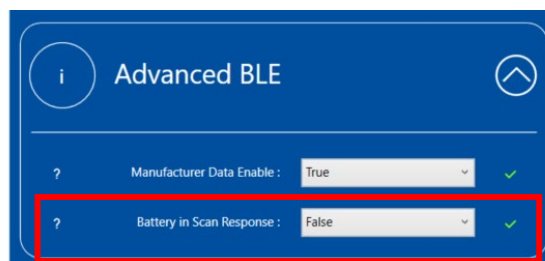 i Advanced BLE
? Manufacturer Data Enable : True
? Battery in Scan Response : False